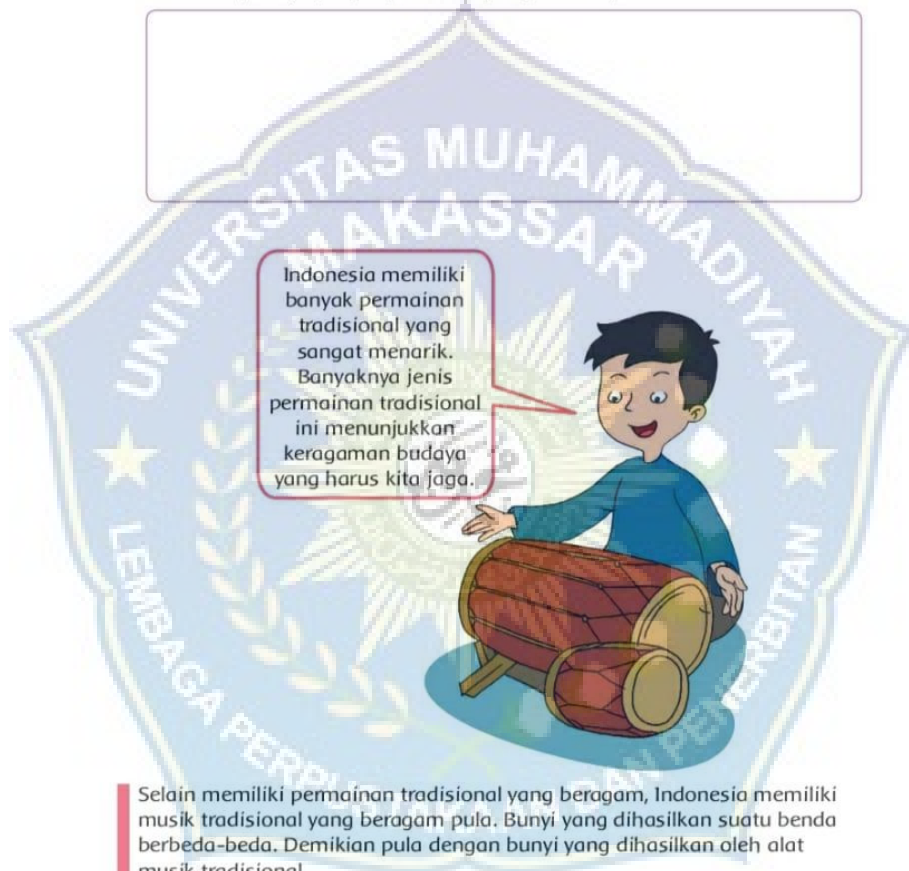 UNIVERSITAS MUHAMMADIYAH
MAKASSAR
Indonesia memiliki
banyak permainan
tradisional yang
sangat menarik.
Banyaknya jenis
permainan tradisional
ini menunjukkan
keragaman budaya
yang harus kita jaga.
LEMBAGA PERPUSTAKAAN DAN PENERBITAN
Selain memiliki permainan tradisional yang beragam, Indonesia memiliki
musik tradisional yang beragam pula. Bunyi yang dihasilkan suatu benda
berbeda-beda. Demikian pula dengan bunyi yang dihasilkan oleh alat
musik tradisional